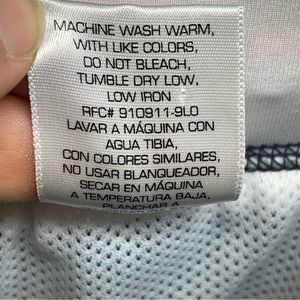 MACHINE WASH WARM,
WITH LIKE COLORS,
DO NOT BLEACH,
TUMBLE DRY LOW,
LOW IRON
RFC# 910911-9L0
LAVAR A MÁQUINA CON
AGUA TIBIA,
CON COLORES SIMILARES,
NO USAR BLANQUEADOR,
SECAR EN MÁQUINA
A TEMPERATURA BAJA,
PLANCHAR A